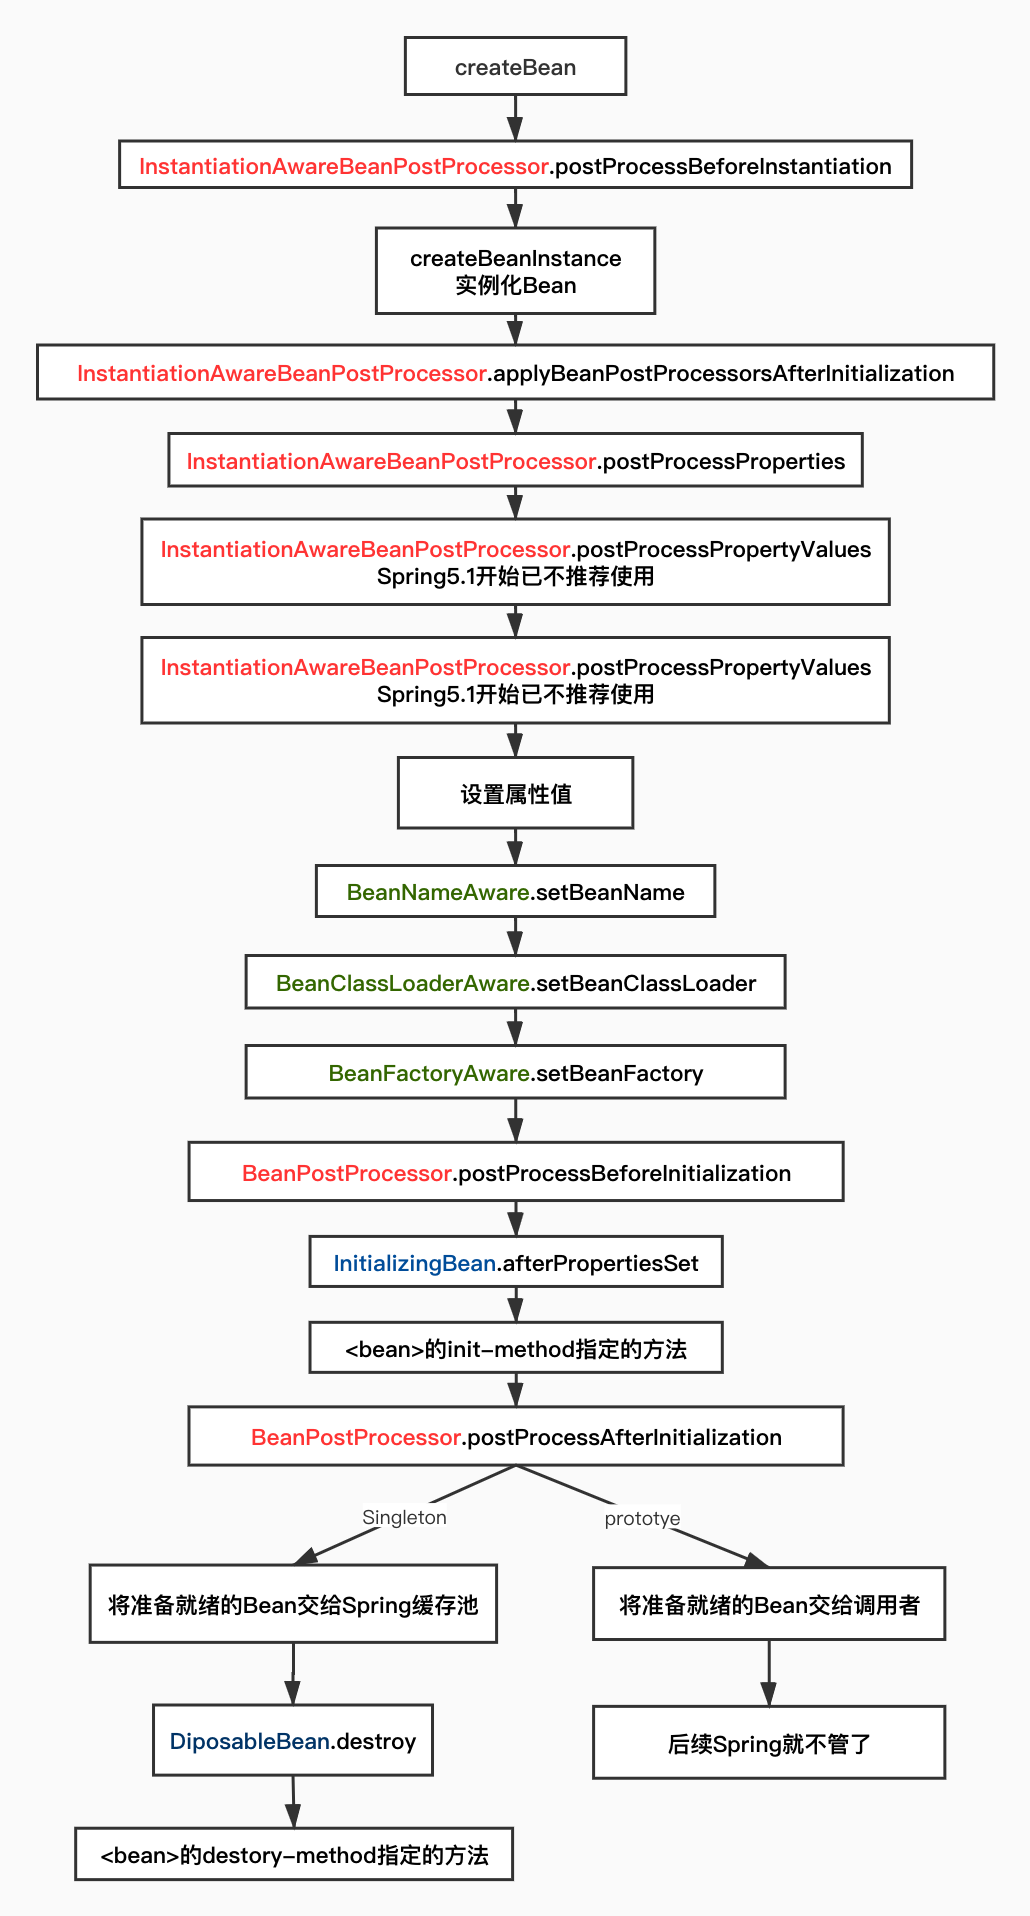 createBean
InstantiationAwareBeanPostProcessor.postProcessBeforeInstantiation
createBeanInstance
实例化Bean
InstantiationAwareBeanPostProcessor.applyBeanPostProcessorsAfterInitialization
InstantiationAwareBeanPostProcessor.postProcessProperties
InstantiationAwareBeanPostProcessor.postProcessPropertyValues
Spring5.1开始已不推荐使用
InstantiationAwareBeanPostProcessor.postProcessPropertyValues
Spring5.1开始已不推荐使用
设置属性值
BeanNameAware.setBeanName
BeanClassLoaderAware.setBeanClassLoader
BeanFactoryAware.setBeanFactory
BeanPostProcessor.postProcessBeforeInitialization
InitializingBean.afterPropertiesSet
<bean>的init-method指定的方法
BeanPostProcessor.postProcessAfterInitialization
Singleton
prototye
将准备就绪的Bean交给Spring缓存池
将准备就绪的Bean交给调用者
DiposableBean.destroy
后续Spring就不管了
<bean>的destory-method指定的方法